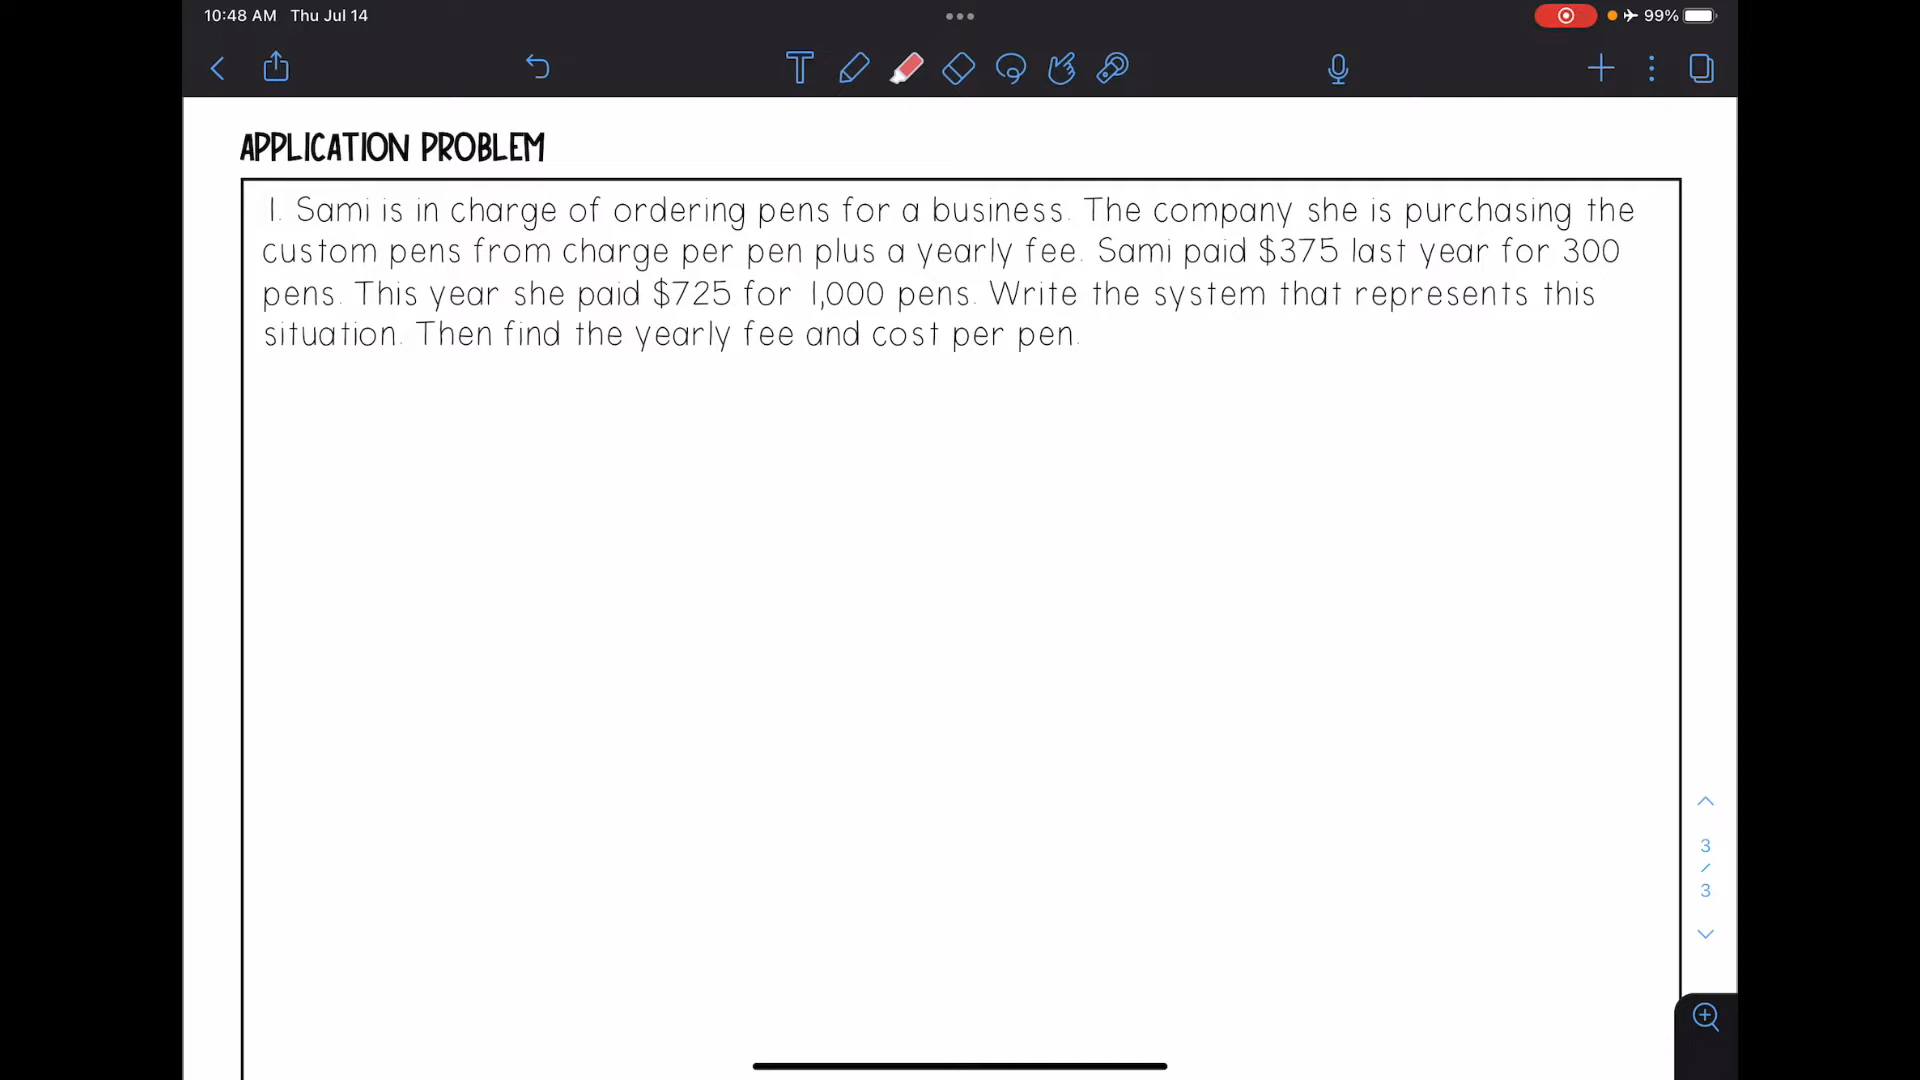 10:48 AM Thu Jul 14
99%
APPLICATION PROBLEM
1. Sami is in charge of ordering pens for a business. The company she is purchasing the
custom pens from charge per pen plus a yearly fee. Sami paid $375 last year for 300
pens. This year she paid $725 for 1,000 pens. Write the system that represents this
situation. Then find the yearly fee and cost per pen.
3
/
3